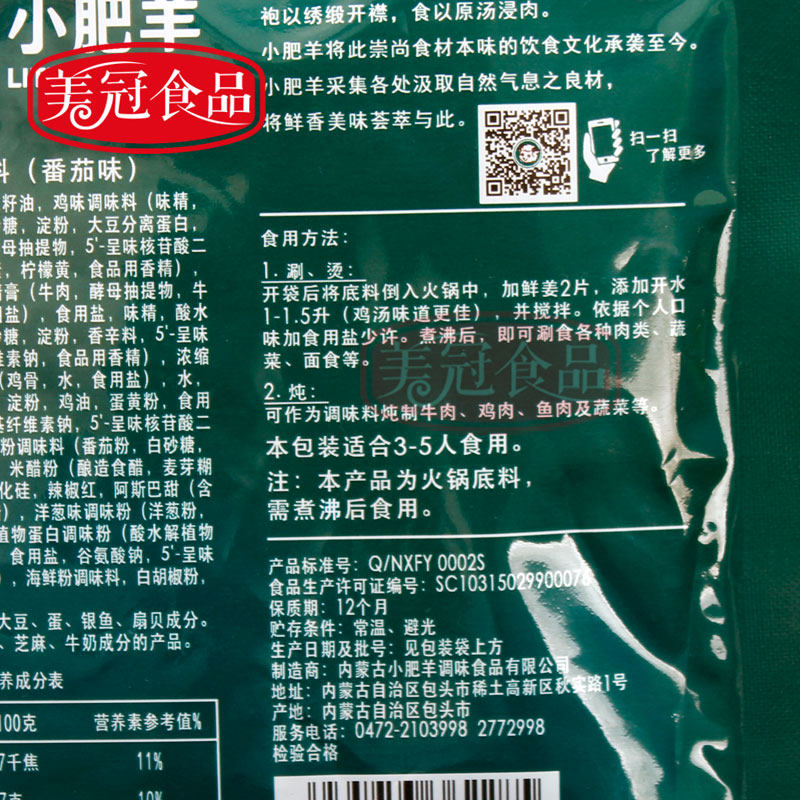 小肥羊
美冠食品
料（番茄味）
籽油，鸡味调味料（味精，
糖，淀粉，大豆分离蛋白，
母抽提物，5'-呈味核苷酸二
，柠檬黄，食品用香精），
膏（牛肉，酵母抽提物，牛
盐），食用盐，味精，酸水
糖，淀粉，香辛料，5'-呈味
维素钠，食品用香精），浓缩
（鸡骨，水，食用盐），水，
，淀粉，鸡油，蛋黄粉，食用
纤维素钠，5'-呈味核苷酸二
粉调味料（番茄粉，白砂糖，
，米醋粉（酿造食醋，麦芽糊
化硅，辣椒红，阿斯巴甜（含
），洋葱味调味粉（洋葱粉，
植物蛋白调味粉（酸水解植物
，食用盐，谷氨酸钠，5'-呈味
，海鲜粉调味料，白胡椒粉，
大豆、蛋、银鱼、扇贝成分。
、芝麻、牛奶成分的产品。
养成分表
100克 营养素参考值%
7千焦 11%
袍以绣缎开襟，食以原汤浸肉。
小肥羊将此崇尚食材本味的饮食文化承袭至今。
小肥羊采集各处汲取自然气息之良材，
将鲜香美味荟萃与此。
扫一扫
了解更多
食用方法：
1. 涮、烫：
开袋后将底料倒入火锅中，加鲜姜2片，添加开水
1-1.5升（鸡汤味道更佳），并搅拌。依据个人口
味加食用盐少许。煮沸后，即可涮食各种肉类、蔬
菜、面食等。
美冠食品
2. 炖：
可作为调味料炖制牛肉、鸡肉、鱼肉及蔬菜等。
本包装适合3-5人食用。
注：本产品为火锅底料，
需煮沸后食用。
产品标准号：Q/NXFY 0002S
食品生产许可证编号：SC10315029900078
保质期：12个月
贮存条件：常温、避光
生产日期及批号：见包装袋上方
制造商：内蒙古小肥羊调味食品有限公司
地址：内蒙古自治区包头市稀土高新区秋实路1号
产地：内蒙古自治区包头市
服务电话：0472-2103998 2772998
检验合格